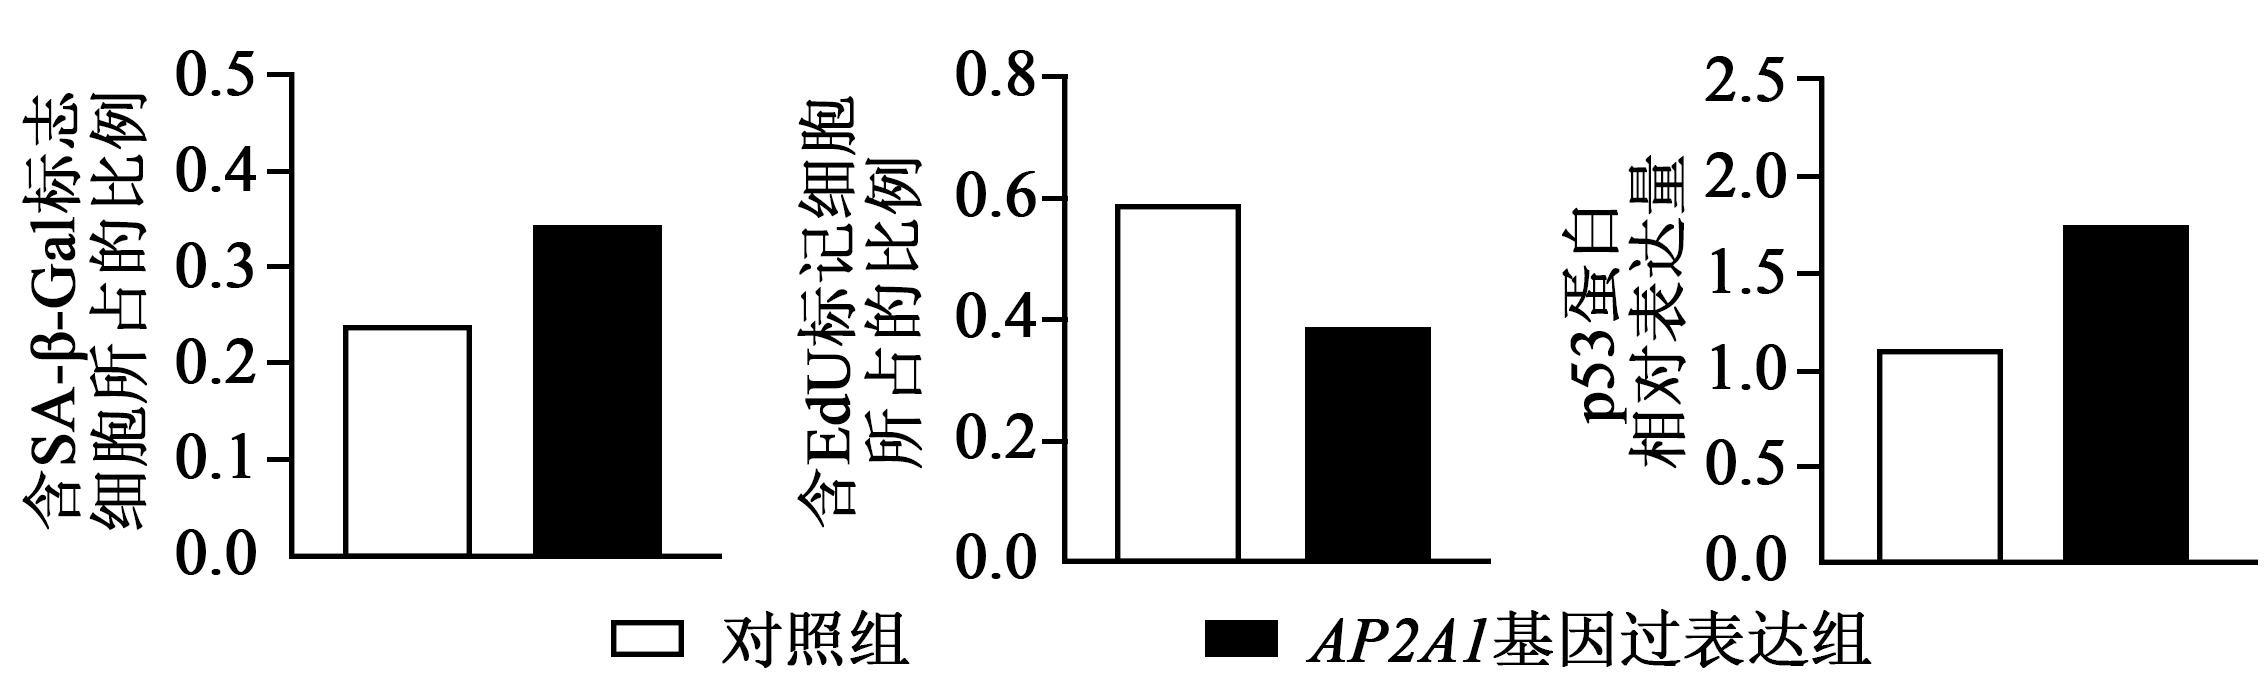 含SA-β-Gal标志
细胞所占的比例
0.5
0.4
0.3
0.2
0.1
0.0
含EdU标记细胞
所占的比例
0.8
0.6
0.4
0.2
0.0
p53蛋白
相对表达量
2.5
2.0
1.5
1.0
0.5
0.0
对照组
AP2A1基因过表达组